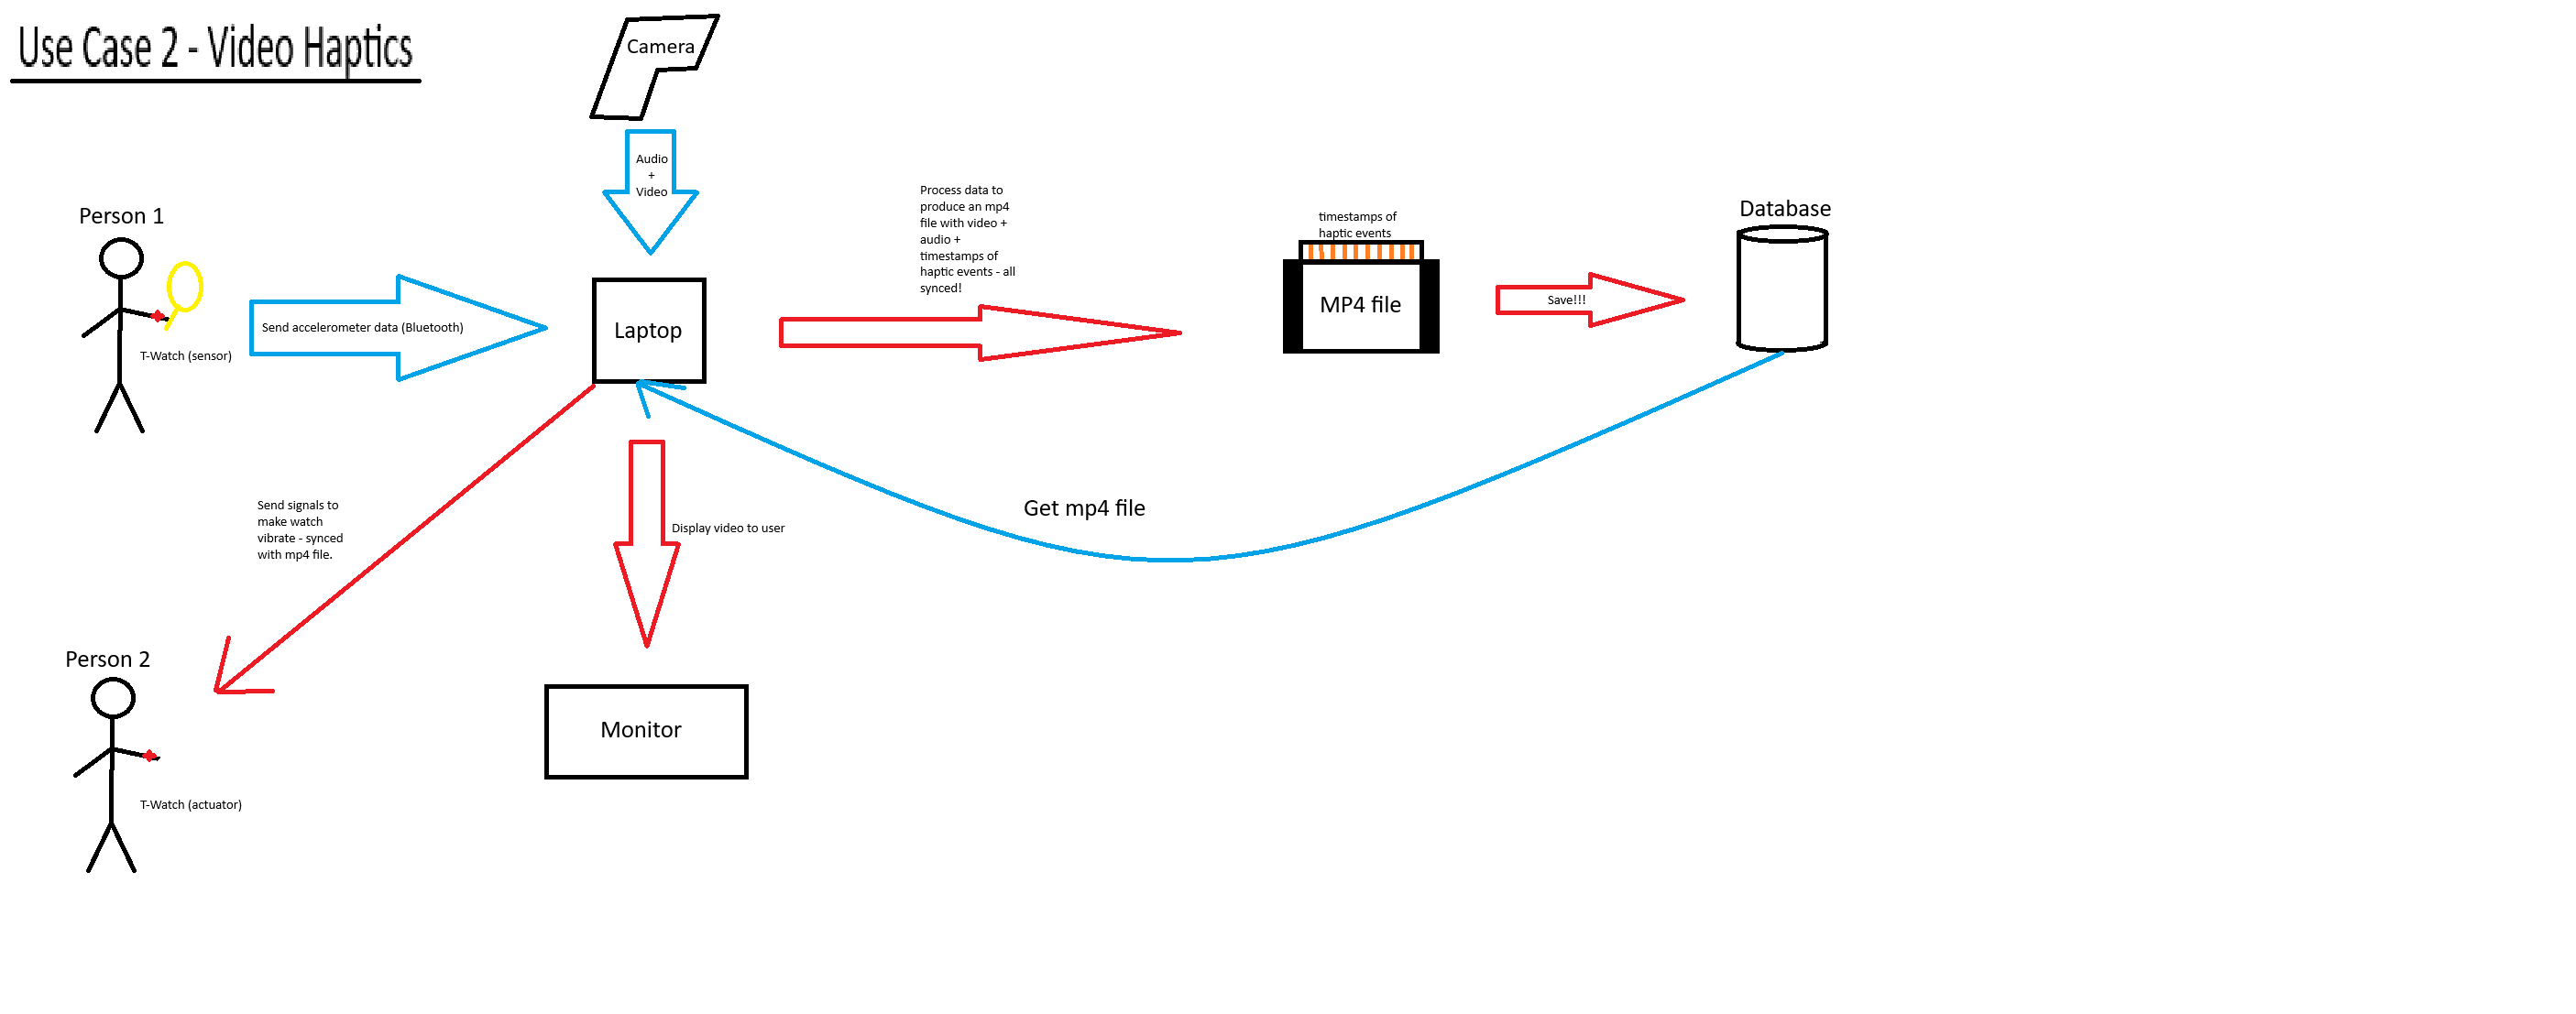 Use Case 2 - Video Haptics
Camera
Audio
+
Video
Process data to
produce an mp4
file with video +
audio +
timestamps of
haptic events - all
synced!
timestamps of
haptic events
Database
Person 1
MP4 file
Save!!!
Send accelerometer data (Bluetooth)
Laptop
T-Watch (sensor)
Send signals to
make watch
vibrate - synced
with mp4 file.
Display video to user
Get mp4 file
Person 2
Monitor
T-Watch (actuator)